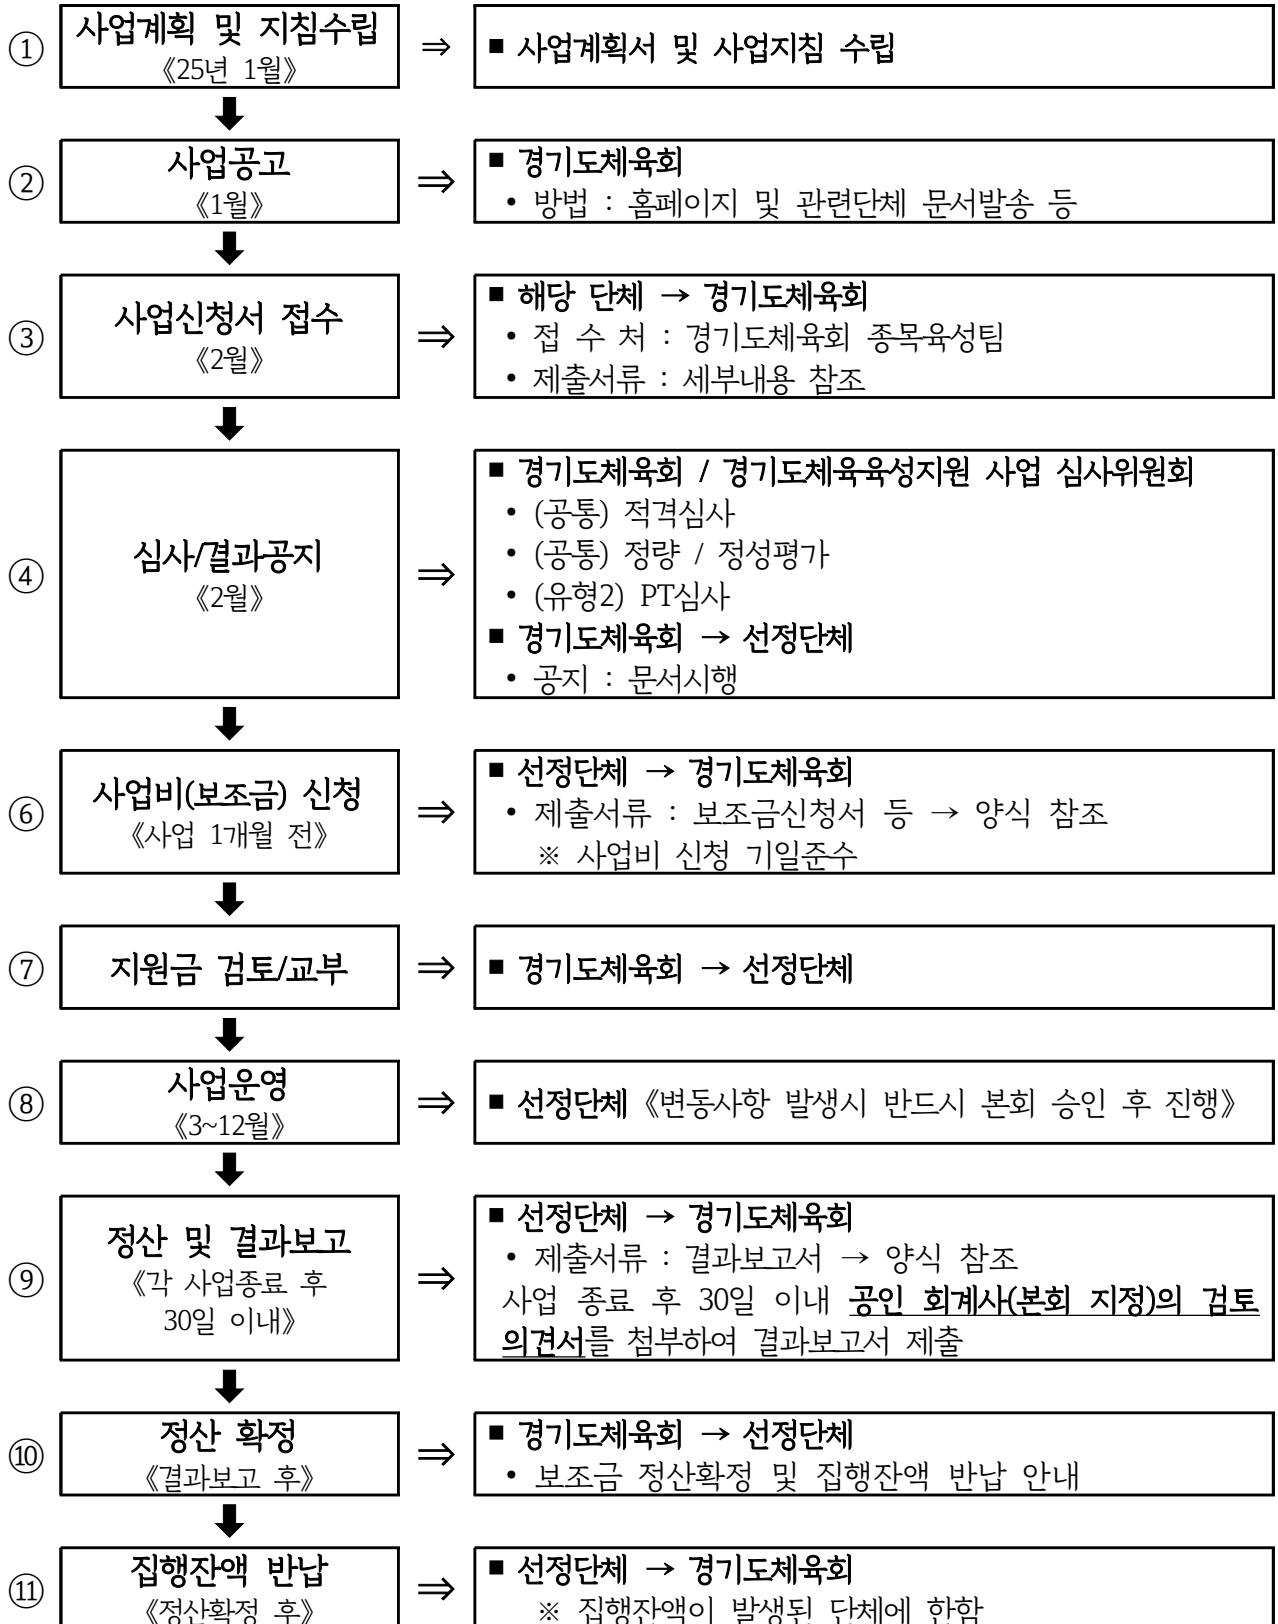 ① 사업계획 및 지침수립
《25년 1월》
⇒ ■ 사업계획서 및 사업지침 수립
② 사업공고
《1월》
⇒ ■ 경기도체육회
• 방법 : 홈페이지 및 관련단체 문서발송 등
③ 사업신청서 접수
《2월》
⇒ ■ 해당 단체 → 경기도체육회
• 접 수 처 : 경기도체육회 종목육성팀
• 제출서류 : 세부내용 참조
④ 심사/결과공지
《2월》
⇒ ■ 경기도체육회 / 경기도체육육성지원 사업 심사위원회
• (공통) 적격심사
• (공통) 정량 / 정성평가
• (유형2) PT심사
■ 경기도체육회 → 선정단체
• 공지 : 문서시행
⑥ 사업비(보조금) 신청
《사업 1개월 전》
⇒ ■ 선정단체 → 경기도체육회
• 제출서류 : 보조금신청서 등 → 양식 참조
※ 사업비 신청 기일준수
⑦ 지원금 검토/교부
⇒ ■ 경기도체육회 → 선정단체
⑧ 사업운영
《3~12월》
⇒ ■ 선정단체《변동사항 발생시 반드시 본회 승인 후 진행》
⑨ 정산 및 결과보고
《각 사업종료 후
30일 이내》
⇒ ■ 선정단체 → 경기도체육회
• 제출서류 : 결과보고서 → 양식 참조
사업 종료 후 30일 이내 공인 회계사(본회 지정)의 검토
의견서를 첨부하여 결과보고서 제출
⑩ 정산 확정
《결과보고 후》
⇒ ■ 경기도체육회 → 선정단체
• 보조금 정산확정 및 집행잔액 반납 안내
⑪ 집행잔액 반납
《정산확정 후》
⇒ ■ 선정단체 → 경기도체육회
※ 집행잔액이 발생된 단체에 한함